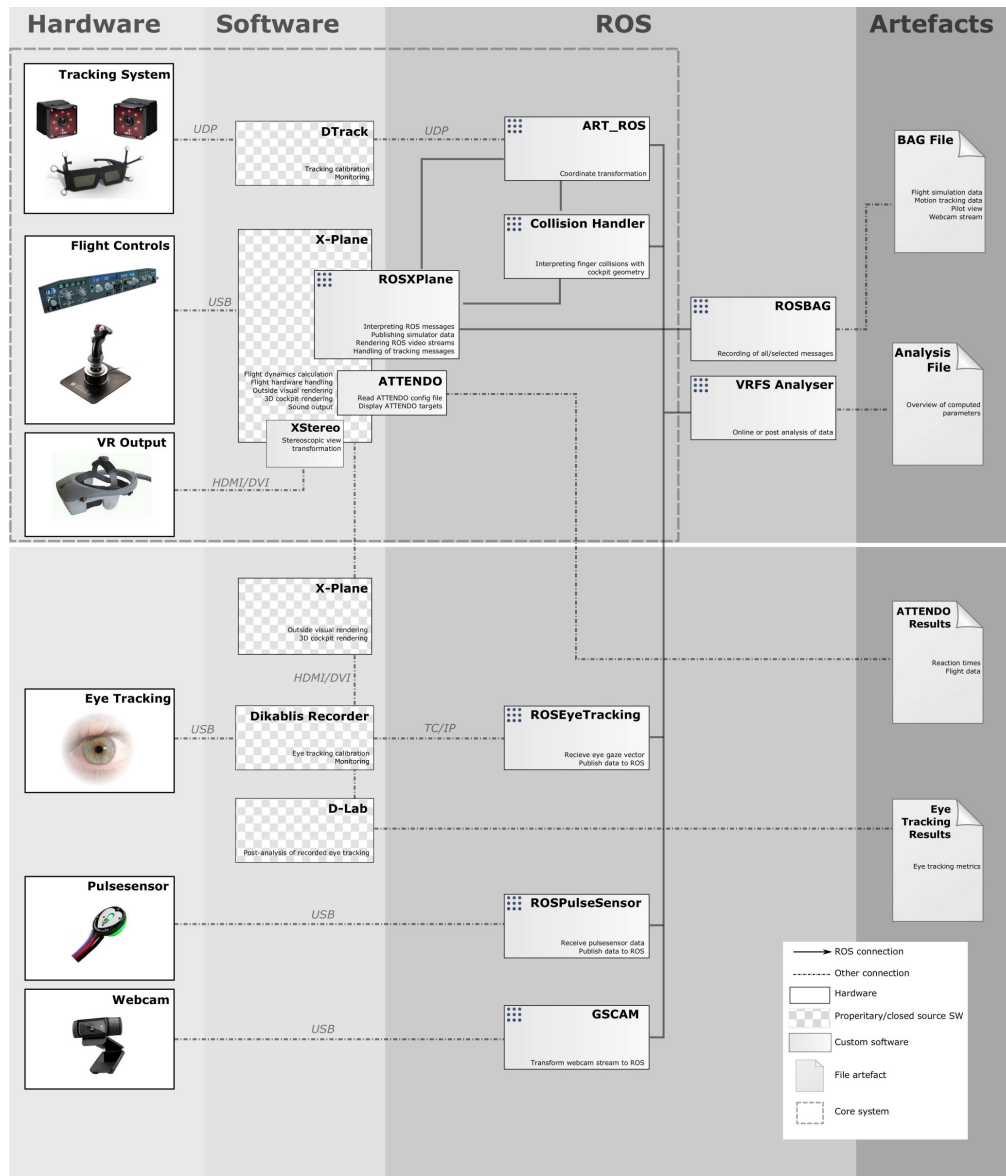 Hardware
Software
ROS
Artefacts
Tracking System
UDP
DTrack
Tracking calibration
Monitoring
UDP
ART_ROS
Coordinate transformation
BAG File
Flight simulation data
Motion tracking data
Pilot view
Webcam stream
Flight Controls
USB
X-Plane
Flight dynamics calculation
Flight hardware handling
Outside visual rendering
3D cockpit rendering
Sound output
ROSXPlane
Interpreting ROS messages
Publishing simulator data
Rendering ROS video streams
Handling of tracking messages
Collision Handler
Interpreting finger collisions with
cockpit geometry
ROSBAG
Recording of all/selected messages
ATTENDO
Read ATTENDO config file
Display ATTENDO targets
VRFS Analyser
Online or post analysis of data
Analysis
File
Overview of computed
parameters
XStereo
Stereoscopic view
transformation
VR Output
HDMI/DVI
X-Plane
Outside visual rendering
3D cockpit rendering
HDMI/DVI
ATTENDO
Results
Reaction times
Flight data
Eye Tracking
USB
Dikablis Recorder
Eye tracking calibration
Monitoring
TC/IP
ROSEyeTracking
Recieve eye gaze vector
Publish data to ROS
D-Lab
Post-analysis of recorded eye tracking
Eye
Tracking
Results
Eye tracking metrics
Pulsesensor
USB
ROSPulseSensor
Receive pulsesensor data
Publish data to ROS
Webcam
USB
GSCAM
Transform webcam stream to ROS
ROS connection
Other connection
Hardware
Properitary/closed source SW
Custom software
File artefact
Core system